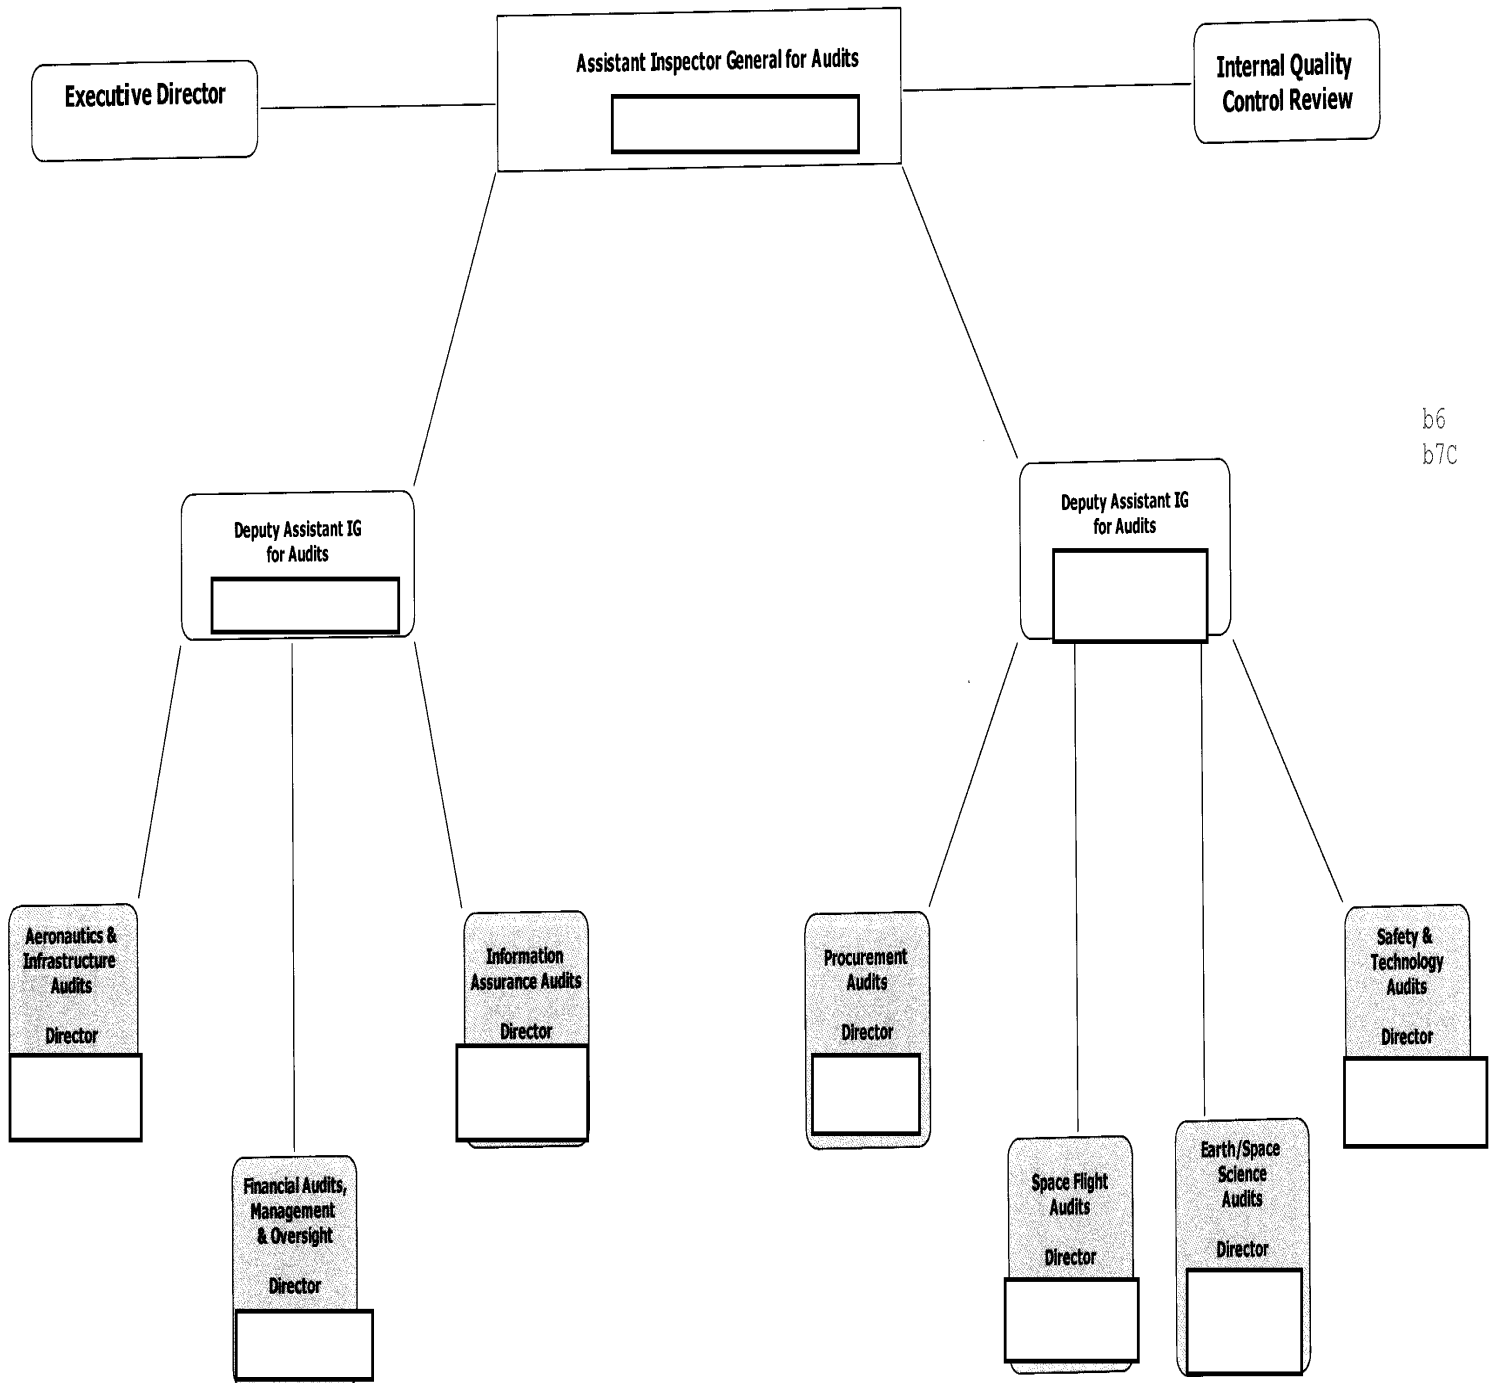 Assistant Inspector General for Audits
Executive Director
Internal Quality
Control Review
b6
b7C
Deputy Assistant IG
for Audits
Deputy Assistant IG
for Audits
Aeronautics &
Infrastructure
Audits
Director
Information
Assurance Audits
Director
Procurement
Audits
Director
Safety &
Technology
Audits
Director
Financial Audits,
Management
& Oversight
Director
Space Flight
Audits
Director
Earth/Space
Science
Audits
Director